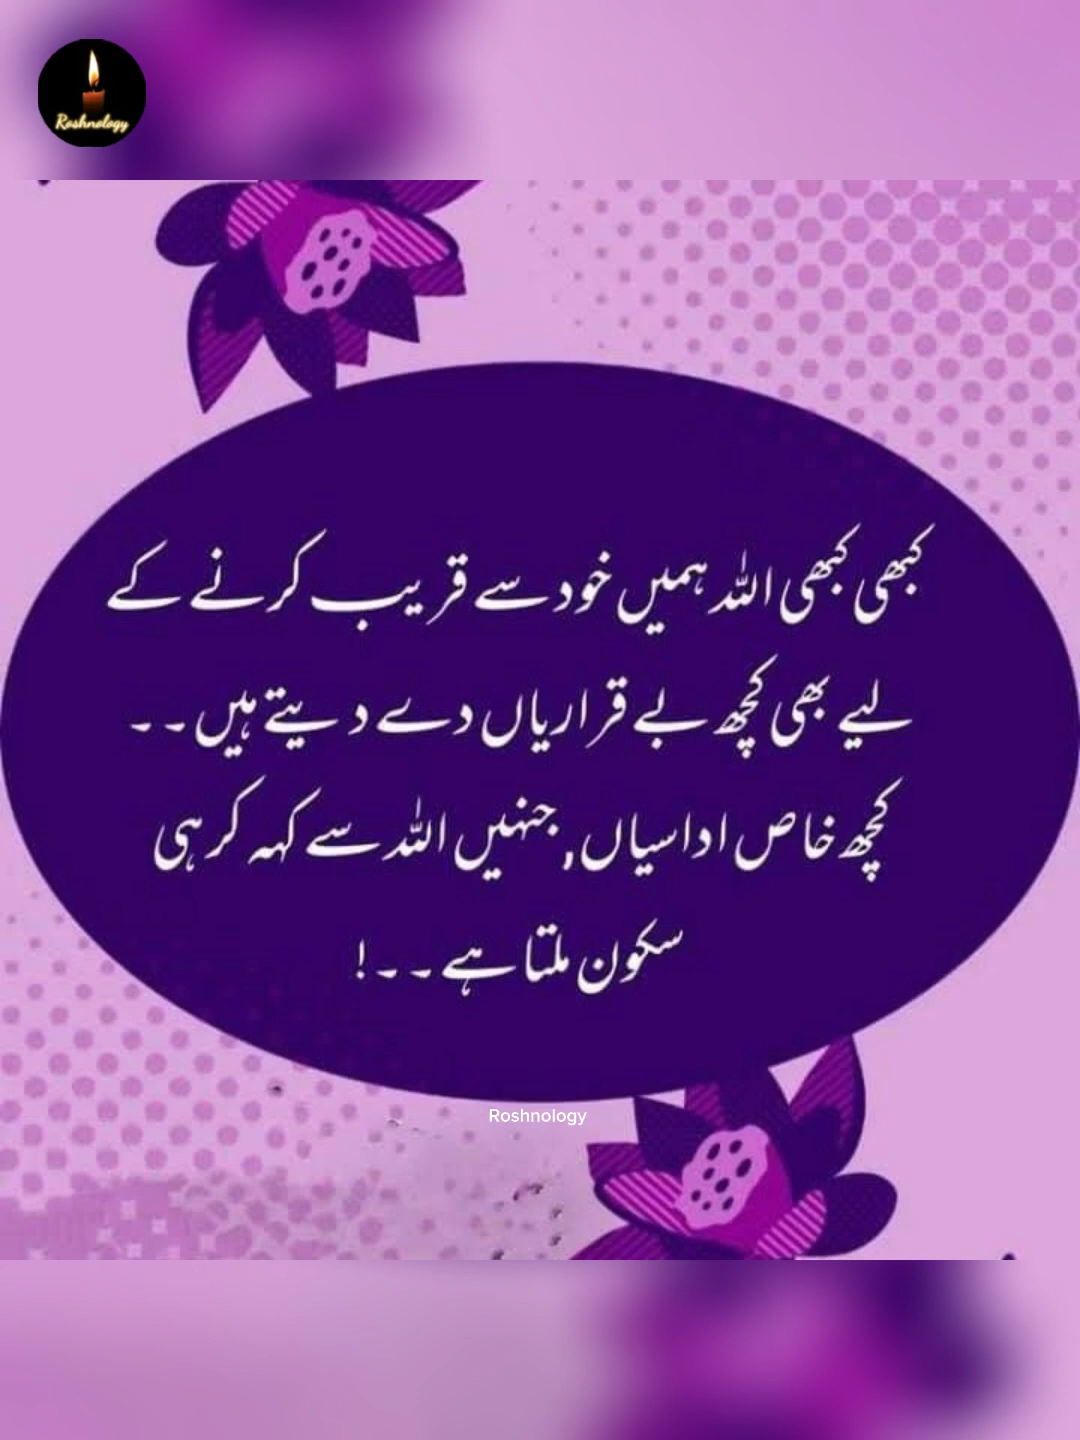 Roshnology
کبھی کبھی اللہ ہمیں خود سے قریب کرنے کے
لیے بھی کچھ بے قراریاں دے دیتے ہیں۔۔
کچھ خاص اداسیاں, جنہیں اللہ سے کہہ کر ہی
سکون ملتا ہے۔۔!
Roshnology